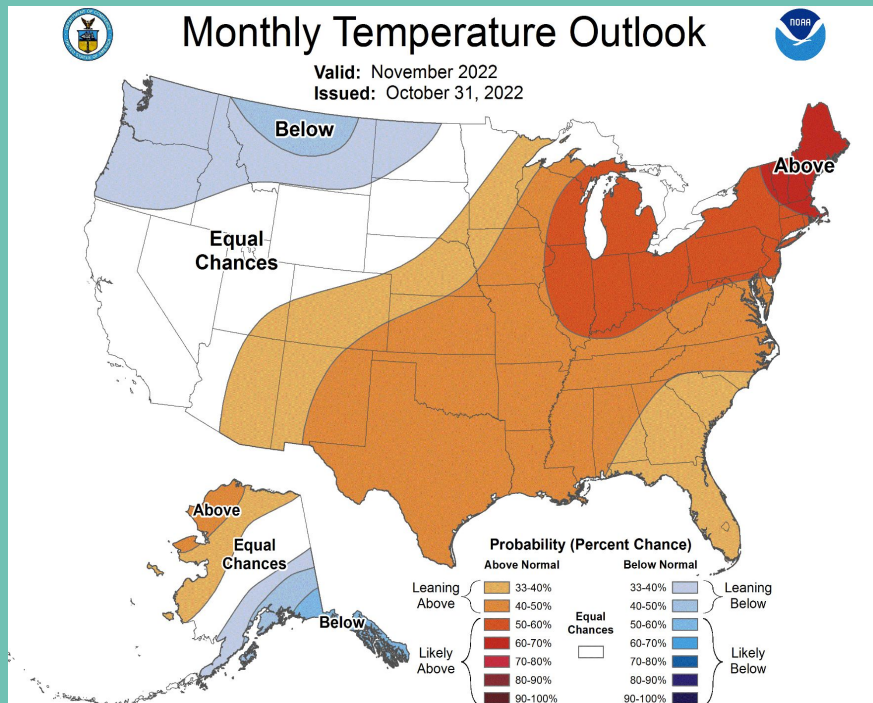 Monthly Temperature Outlook
NOAA
Valid: November 2022
Issued: October 31, 2022
Below
Above
Equal
Chances
Above
Equal
Chances
Below
Probability (Percent Chance)
Above Normal
Below Normal
Leaning
Above
Likely
Above
33-40%
40-50%
50-60%
60-70%
70-80%
80-90%
90-100%
Equal
Chances
33-40%
40-50%
50-60%
60-70%
70-80%
80-90%
90-100%
Leaning
Below
Likely
Below